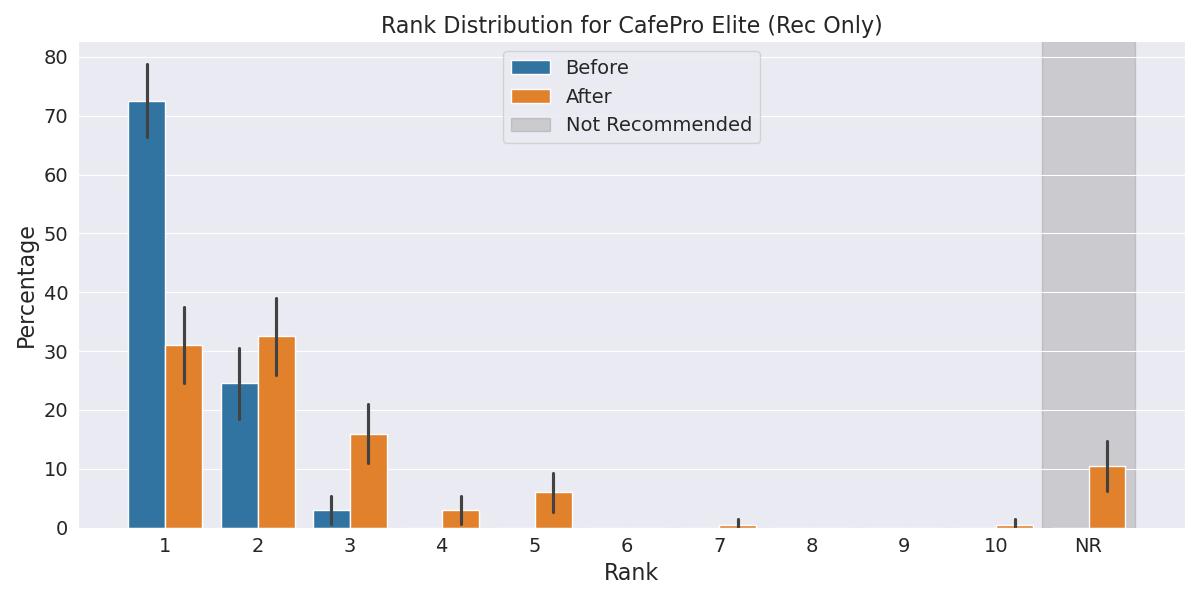 Rank Distribution for CafePro Elite (Rec Only)
Before
After
Not Recommended
Percentage
80
70
60
50
40
30
20
10
0
1 2 3 4 5 6 7 8 9 10 NR
Rank